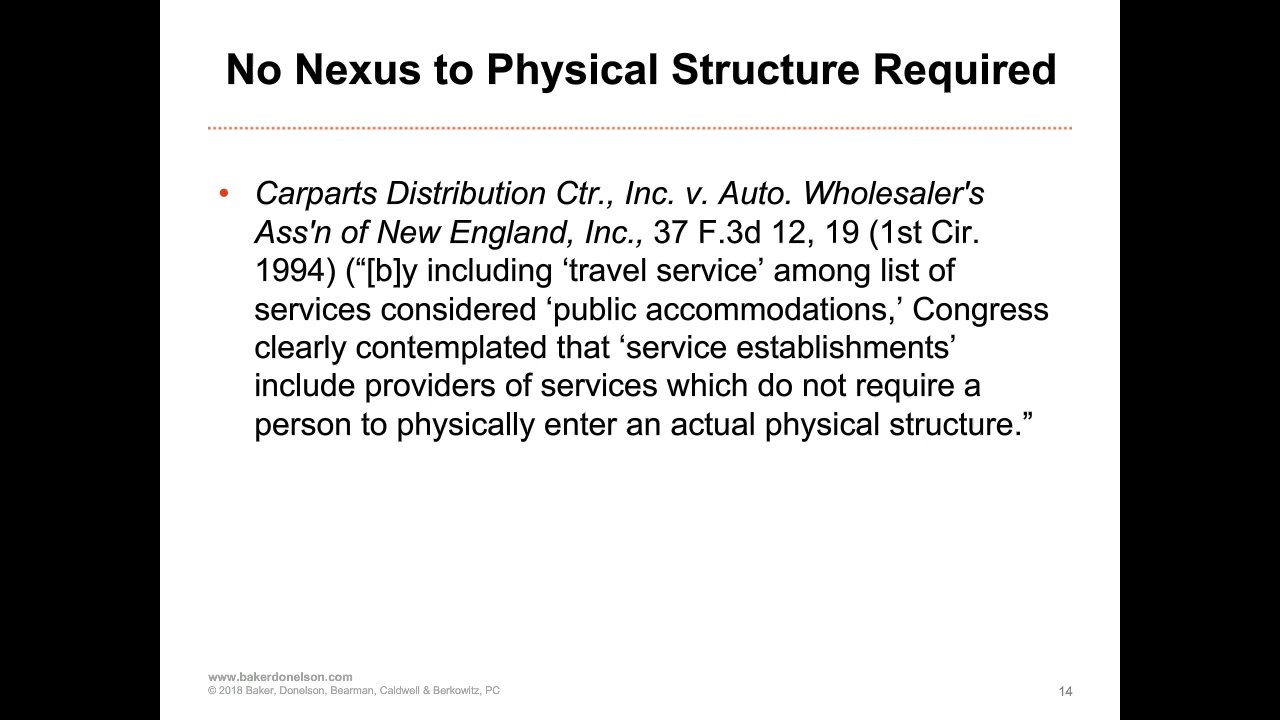 No Nexus to Physical Structure Required
• Carparts Distribution Ctr., Inc. v. Auto. Wholesaler's
Ass'n of New England, Inc., 37 F.3d 12, 19 (1st Cir.
1994) (“[b]y including ‘travel service’ among list of
services considered ‘public accommodations,’ Congress
clearly contemplated that ‘service establishments’
include providers of services which do not require a
person to physically enter an actual physical structure.”
www.bakerdonelson.com
© 2018 Baker, Donelson, Bearman, Caldwell & Berkowitz, PC
14